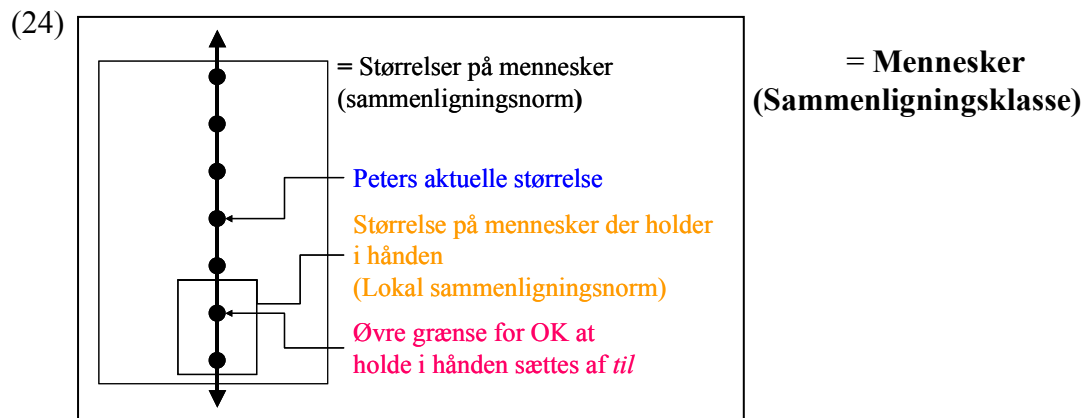 (24)
= Størrelser på mennesker
(sammenligningsnorm)
= Mennesker
(Sammenligningsklasse)
Peters aktuelle størrelse
Størrelse på mennesker der holder
i hånden
(Lokal sammenligningsnorm)
Øvre grænse for OK at
holde i hånden sættes af til